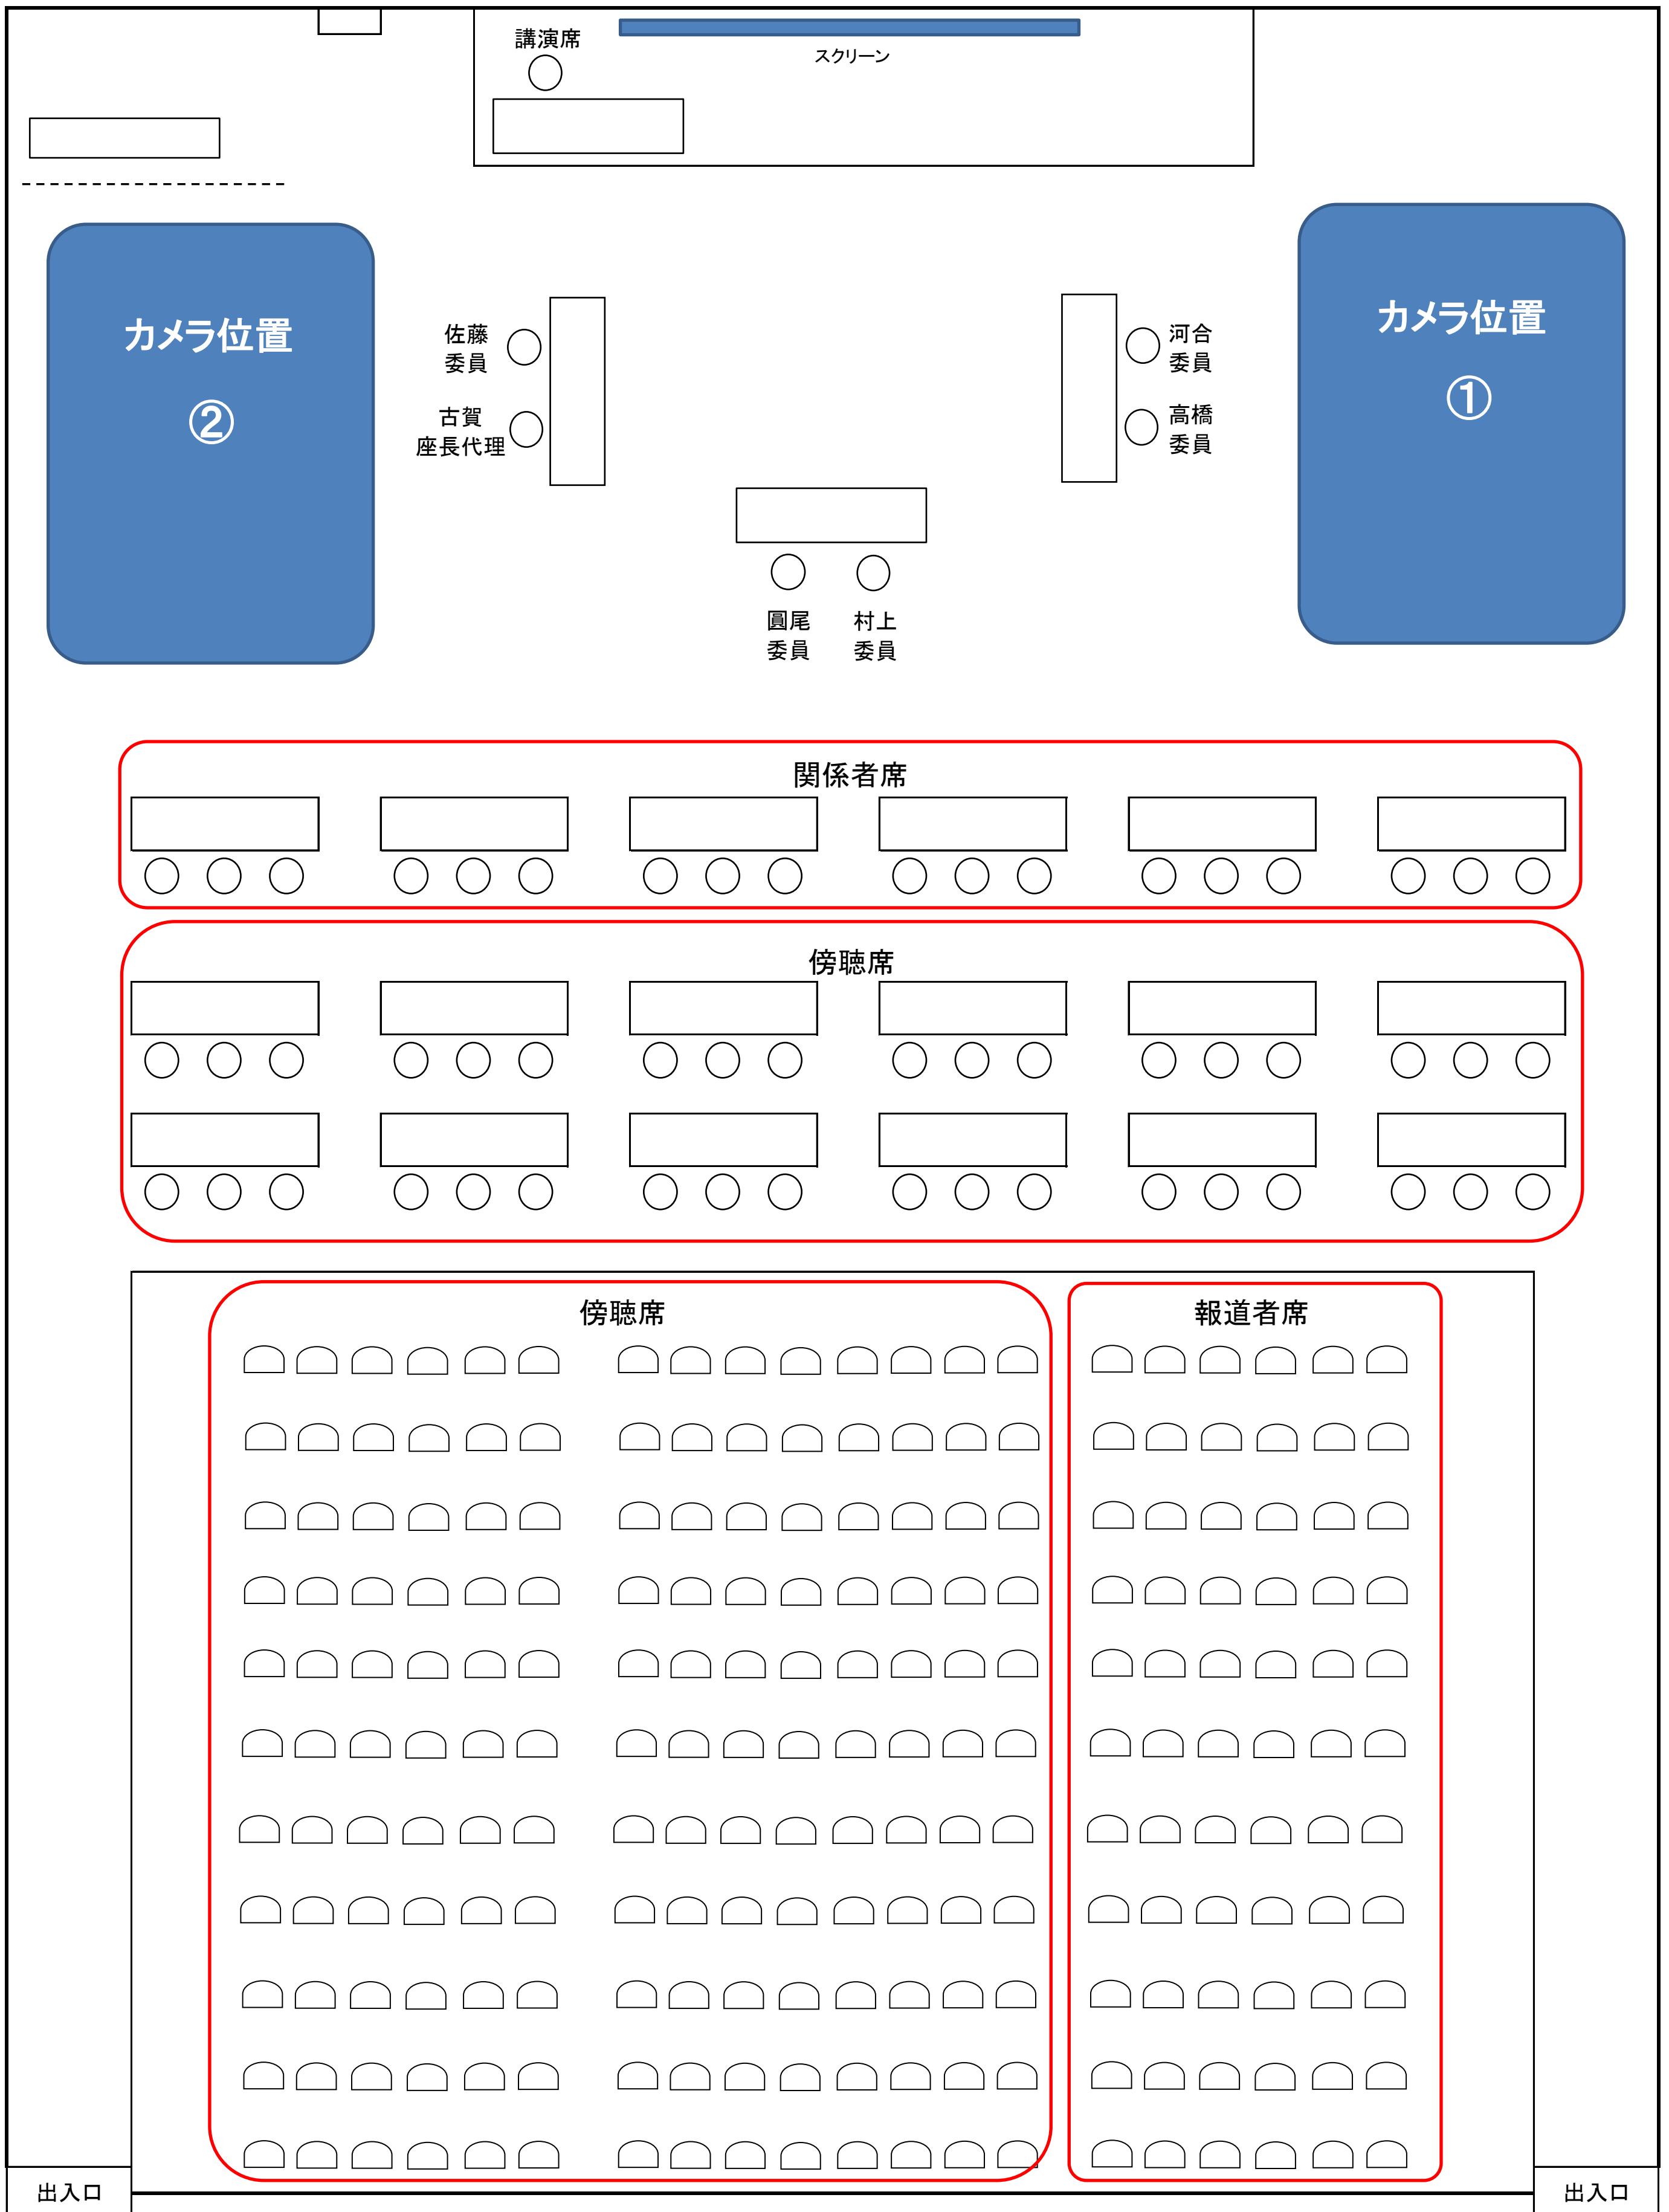 講演席
スクリーン
カメラ位置
②
カメラ位置
①
佐藤
委員
古賀
座長代理
河合
委員
高橋
委員
圓尾
委員
村上
委員
関係者席
傍聴席
傍聴席
報道者席
出入口
出入口